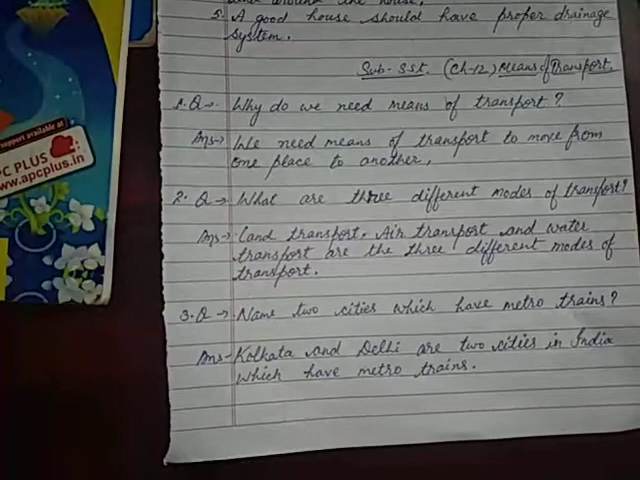 5. A good house should have proper drainage
system.
Sub- S.St. (Ch-12) Means of Transport.
1. Q → Why do we need means of transport?
Ans → We need means of transport to move from
one place to another.
2. Q → What are three different modes of transport?
Ans → Land transport, Air transport and water
transport are the three different modes of
transport.
3. Q → Name two cities which have metro trains?
Ans - Kolkata and Delhi are two cities in India
which have metro trains.
support available at
PC PLUS
www.apcplus.in